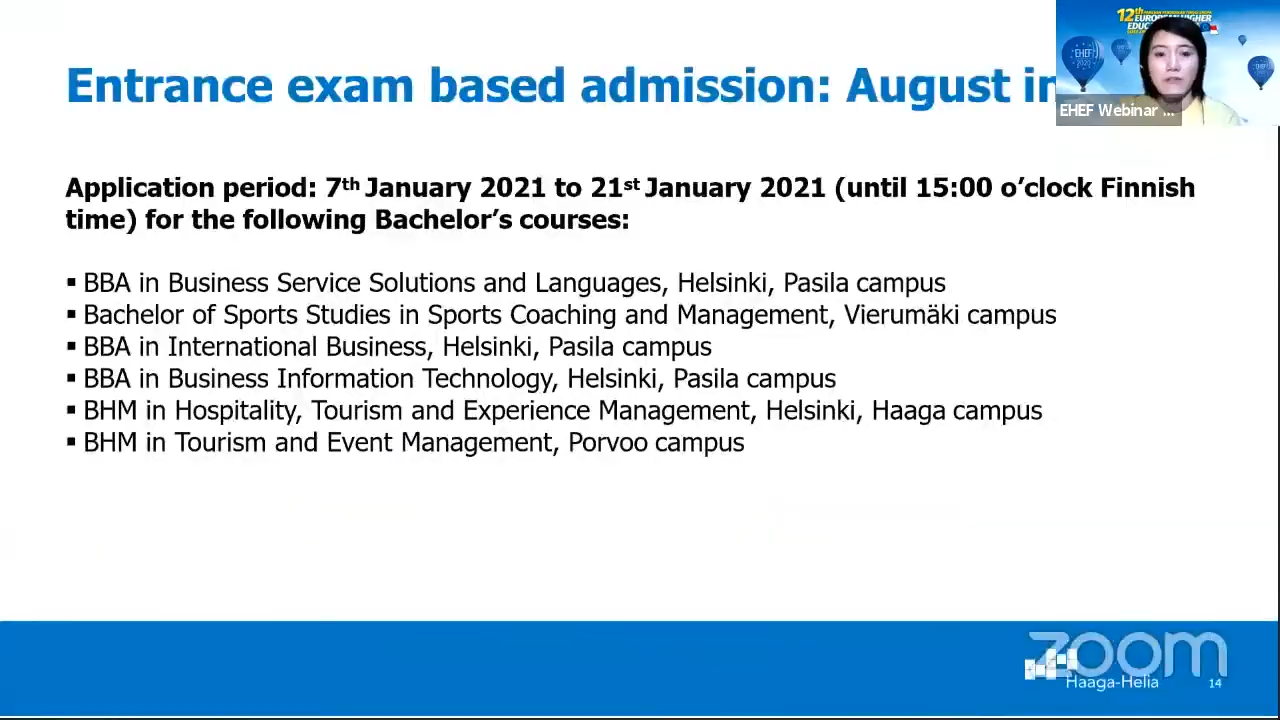 Entrance exam based admission: August in
12th
EUROPEAN HIGHER
EHEF
EHEF Webinar ...
Application period: 7th January 2021 to 21st January 2021 (until 15:00 o’clock Finnish
time) for the following Bachelor’s courses:
▪ BBA in Business Service Solutions and Languages, Helsinki, Pasila campus
▪ Bachelor of Sports Studies in Sports Coaching and Management, Vierumäki campus
▪ BBA in International Business, Helsinki, Pasila campus
▪ BBA in Business Information Technology, Helsinki, Pasila campus
▪ BHM in Hospitality, Tourism and Experience Management, Helsinki, Haaga campus
▪ BHM in Tourism and Event Management, Porvoo campus
zoom
Haaga-Helia
14